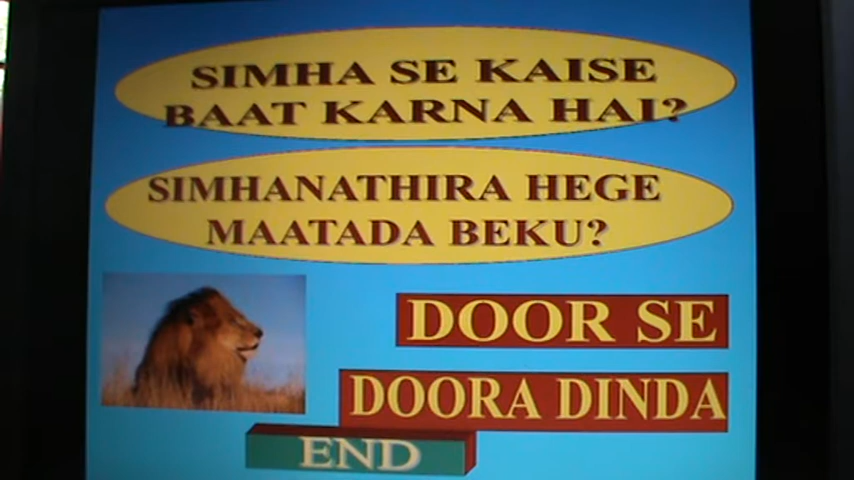 SIMHA SE KAISE
BAAT KARNA HAI?
SIMHANATHIRA HEGE
MAATADA BEKU?
DOOR SE
DOORA DINDA
END